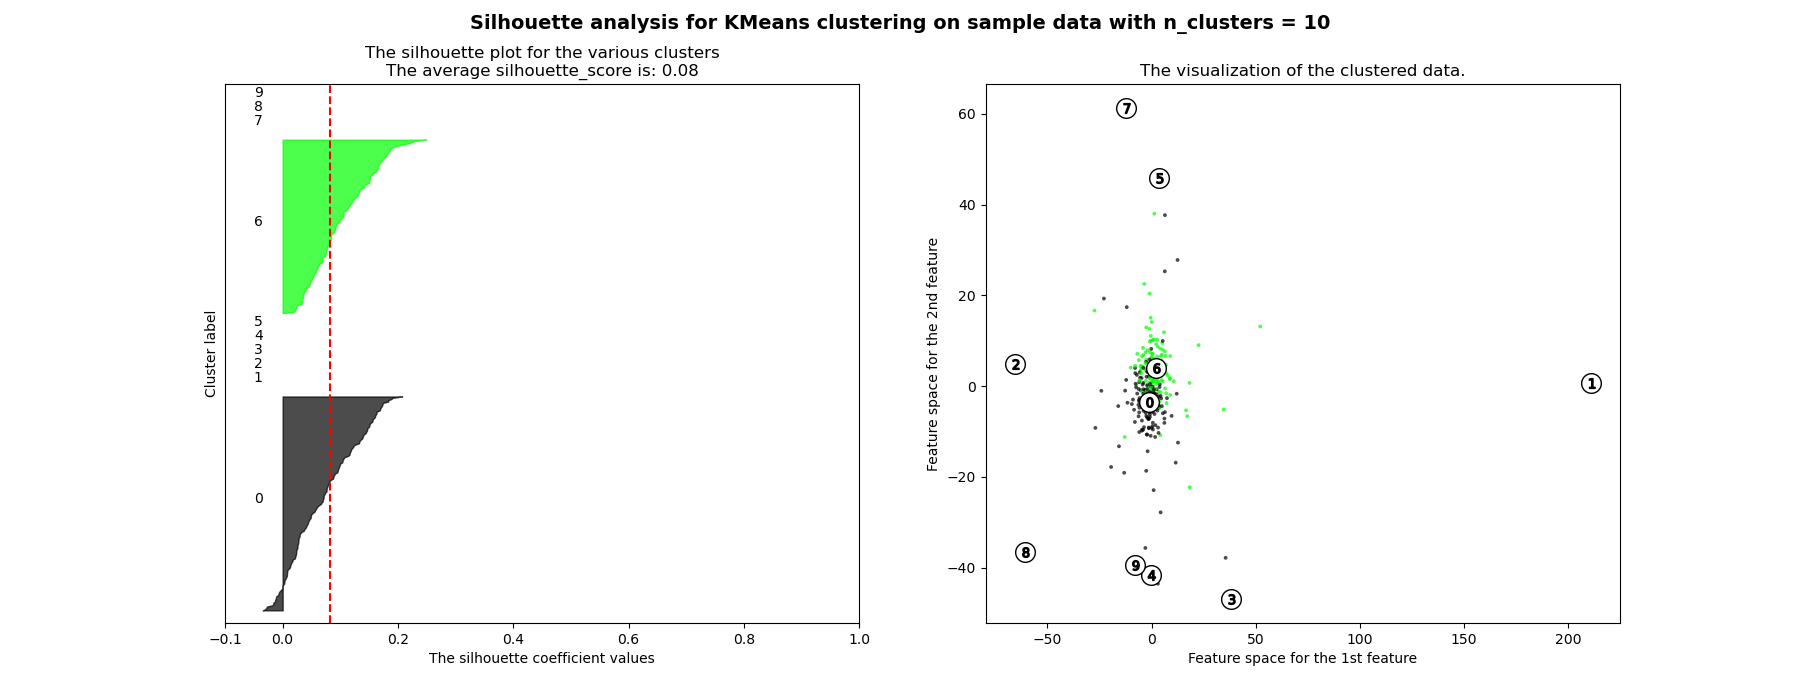 Silhouette analysis for KMeans clustering on sample data with n_clusters = 10
The silhouette plot for the various clusters
The average silhouette_score is: 0.08
9
8
7
6
5
4
3
2
1
0
Cluster label
−0.1 0.0 0.2 0.4 0.6 0.8 1.0
The silhouette coefficient values
The visualization of the clustered data.
60
40
20
0
−20
−40
Feature space for the 2nd feature
7
5
6
2
1
0
8
9
4
3
−50 0 50 100 150 200
Feature space for the 1st feature